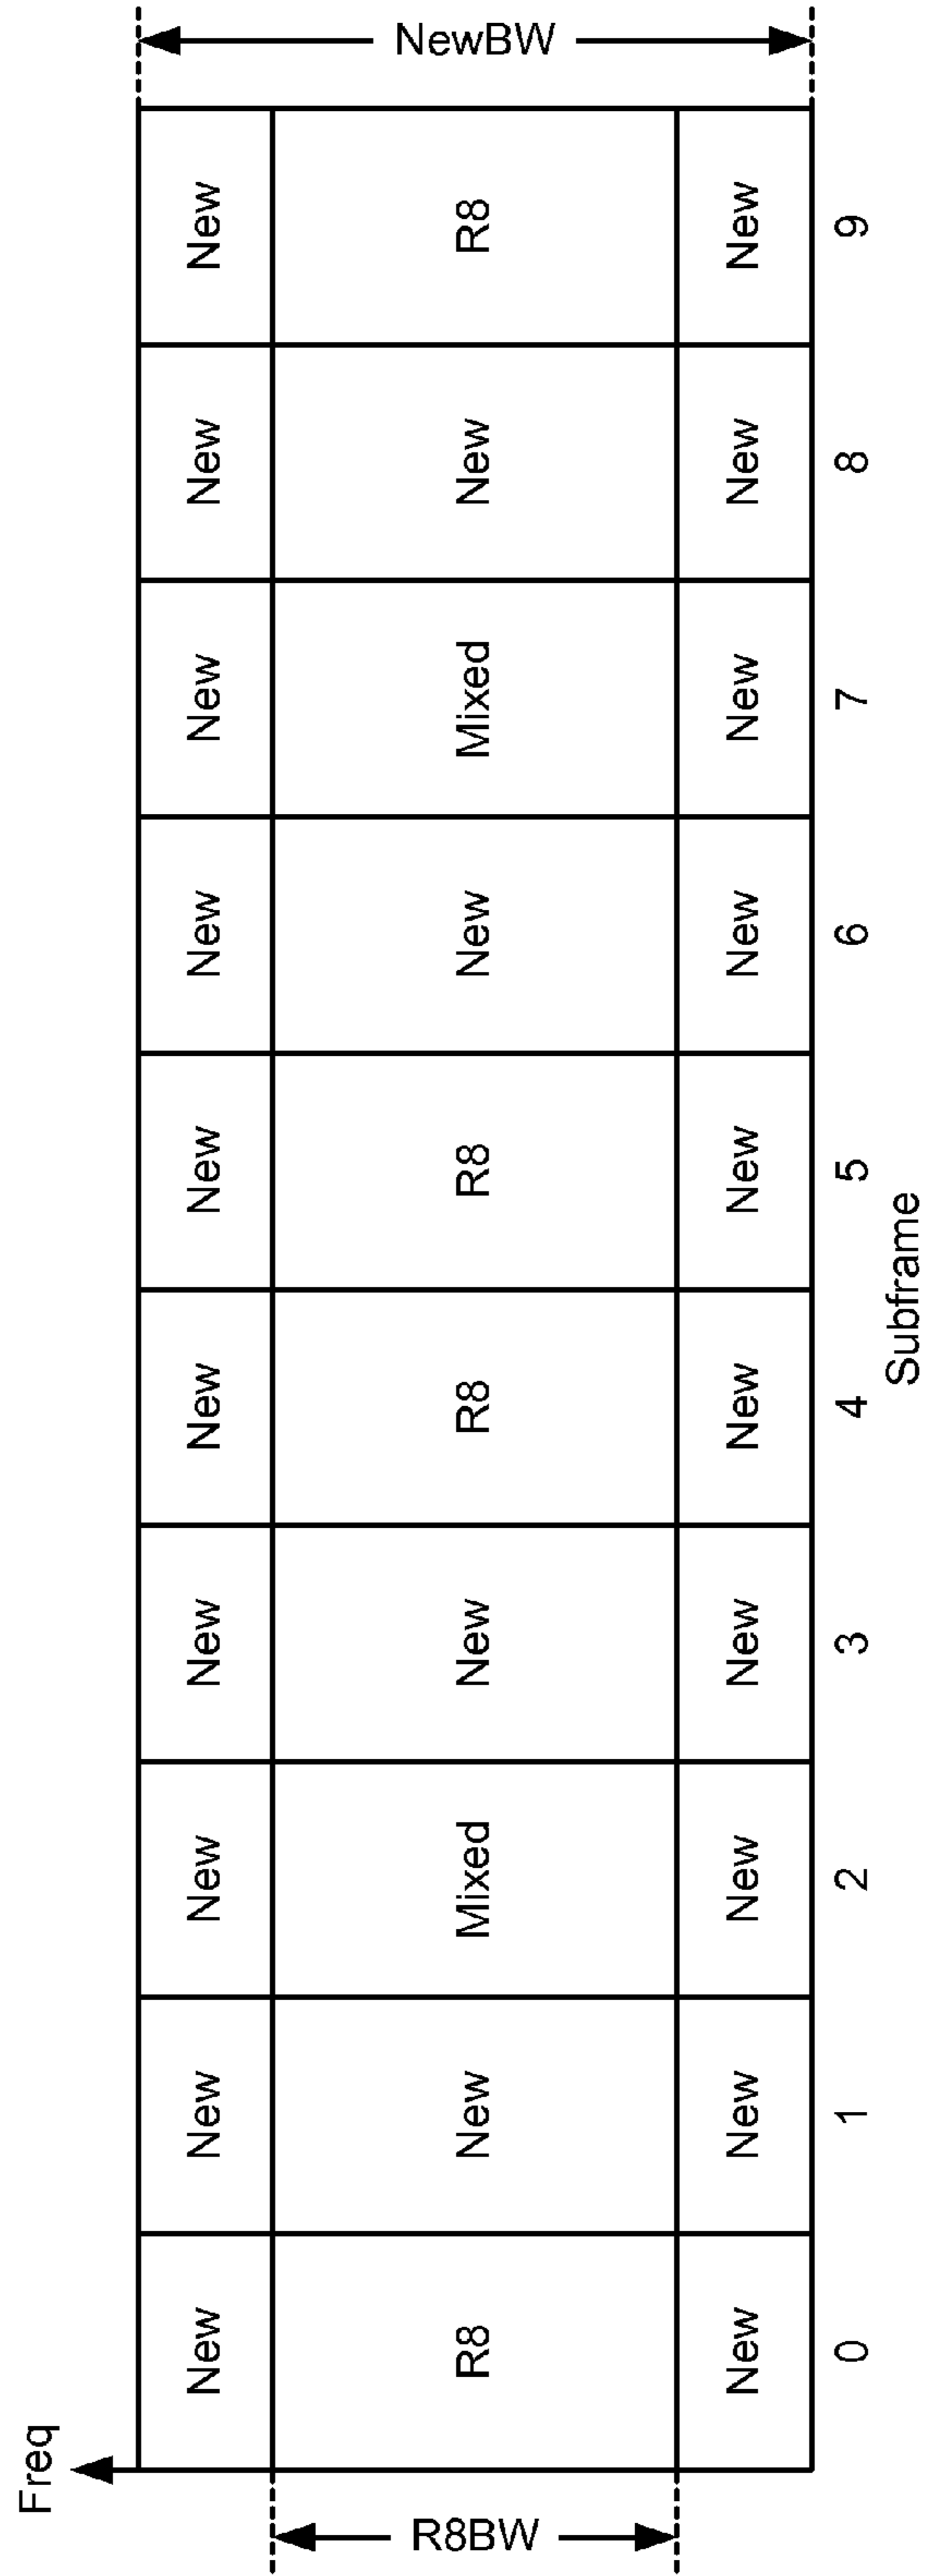 Freq
New New New New New New New New New New
R8 New Mixed New R8 R8 New Mixed New R8
New New New New New New New New New New
0 1 2 3 4 5 6 7 8 9
Subframe
R8BW
NewBW